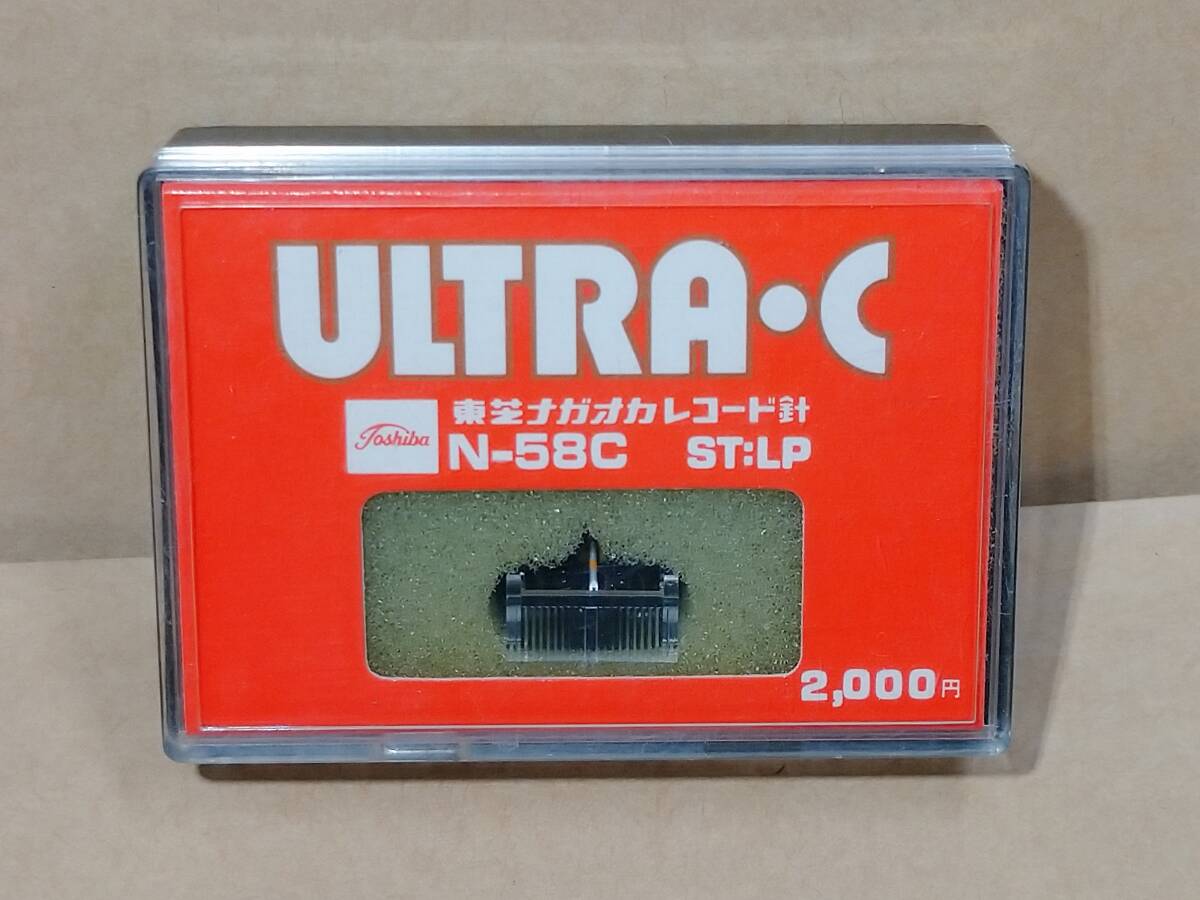 ULTRA・C
Toshiba
東芝ナガオカレコード針
N-58C ST:LP
2,000円